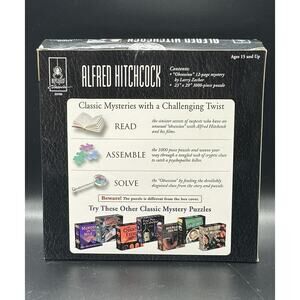 ALFRED HITCHCOCK
Ages 15 and Up
ALFRED HITCHCOCK
Contents:
• "Obsession" 12-page mystery
by Larry Zucker
• 23" x 29" 1000-piece puzzle
Classic Mysteries with a Challenging Twist
READ
the sinister secrets of suspects who have an
unusual "obsession" with Alfred Hitchcock
and his films.
ASSEMBLE
the 1000 piece puzzle and weave your
way through a tangled web of cryptic clues
to catch a psychopathic killer.
SOLVE
the "Obsession" by finding the devilishly
disguised clues from the story and puzzle.
Beware! The puzzle is different from the box cover.
Try These Other Classic Mystery Puzzles